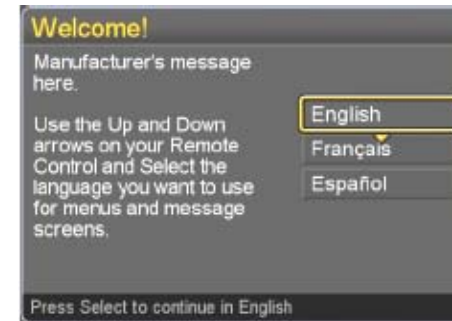 Welcome!
Manufacturer's message
here.
Use the Up and Down
arrows on your Remote
Control and Select the
language you want to use
for menus and message
screens.
English
Français
Español
Press Select to continue in English